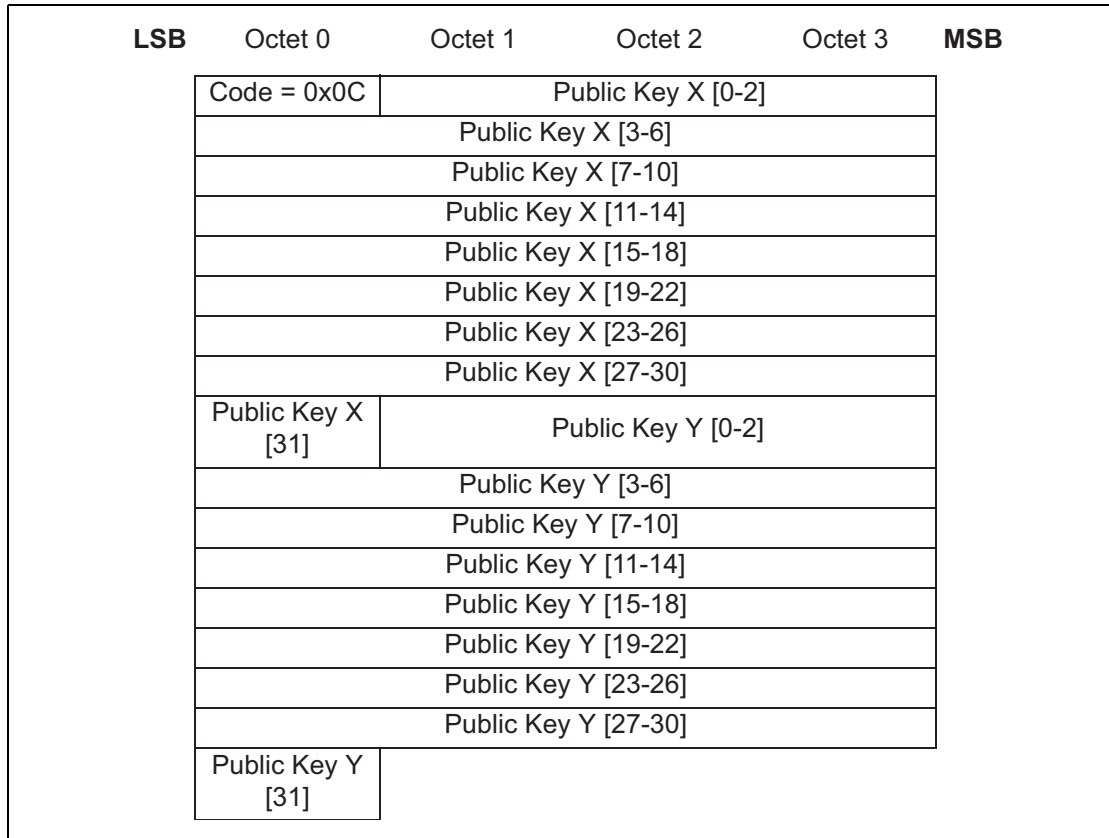 LSB Octet 0 Octet 1 Octet 2 Octet 3 MSB
Code = 0x0C Public Key X [0-2]
Public Key X [3-6]
Public Key X [7-10]
Public Key X [11-14]
Public Key X [15-18]
Public Key X [19-22]
Public Key X [23-26]
Public Key X [27-30]
Public Key X
[31]
Public Key Y [0-2]
Public Key Y [3-6]
Public Key Y [7-10]
Public Key Y [11-14]
Public Key Y [15-18]
Public Key Y [19-22]
Public Key Y [23-26]
Public Key Y [27-30]
Public Key Y
[31]